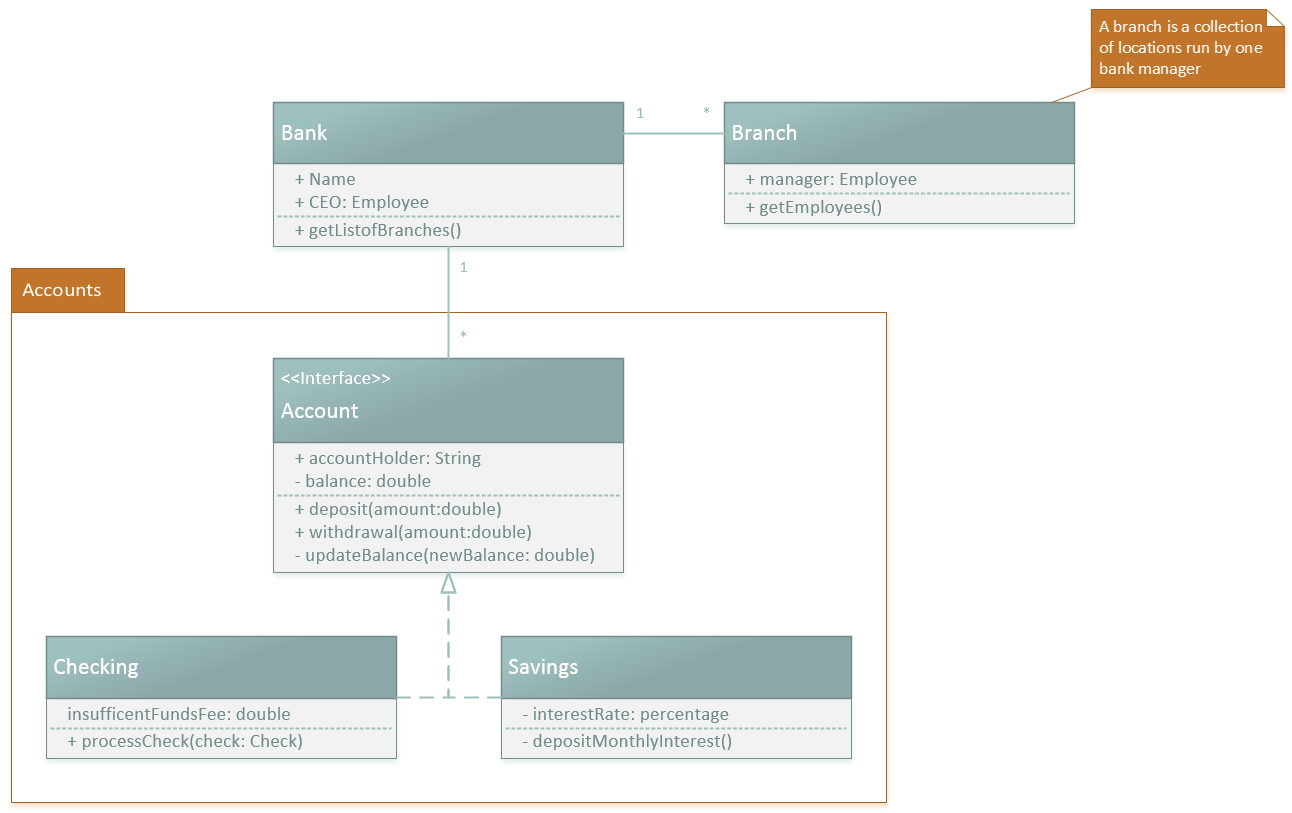 A branch is a collection
of locations run by one
bank manager
Bank
1
*
Branch
+ Name
+ CEO: Employee
+ getListofBranches()
+ manager: Employee
+ getEmployees()
1
Accounts
*
<<Interface>>
Account
+ accountHolder: String
- balance: double
+ deposit(amount:double)
+ withdrawal(amount:double)
- updateBalance(newBalance: double)
Checking
insufficentFundsFee: double
+ processCheck(check: Check)
Savings
- interestRate: percentage
- depositMonthlyInterest()